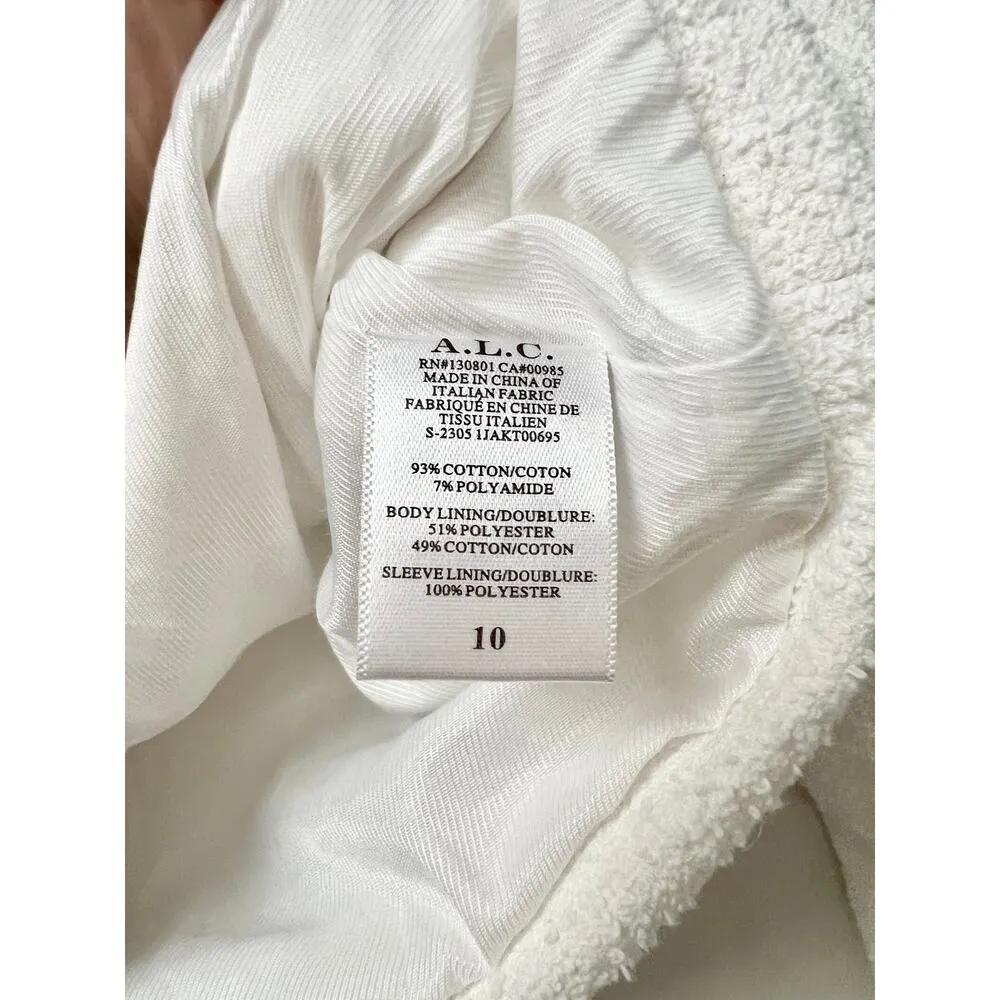 A.L.C.
RN#130801 CA#00985
MADE IN CHINA OF
ITALIAN FABRIC
FABRIQUÉ EN CHINE DE
TISSU ITALIEN
S-2305 1JAKT00695
93% COTTON/COTON
7% POLYAMIDE
BODY LINING/DOUBLURE:
51% POLYESTER
49% COTTON/COTON
SLEEVE LINING/DOUBLURE:
100% POLYESTER
10